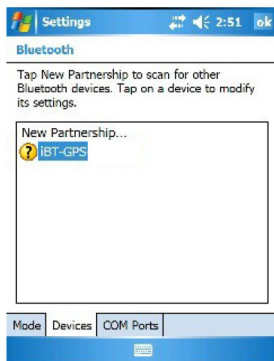 Settings 2:51 ok
Bluetooth
Tap New Partnership to scan for other
Bluetooth devices. Tap on a device to modify
its settings.
New Partnership...
iBT-GPS
Mode Devices COM Ports